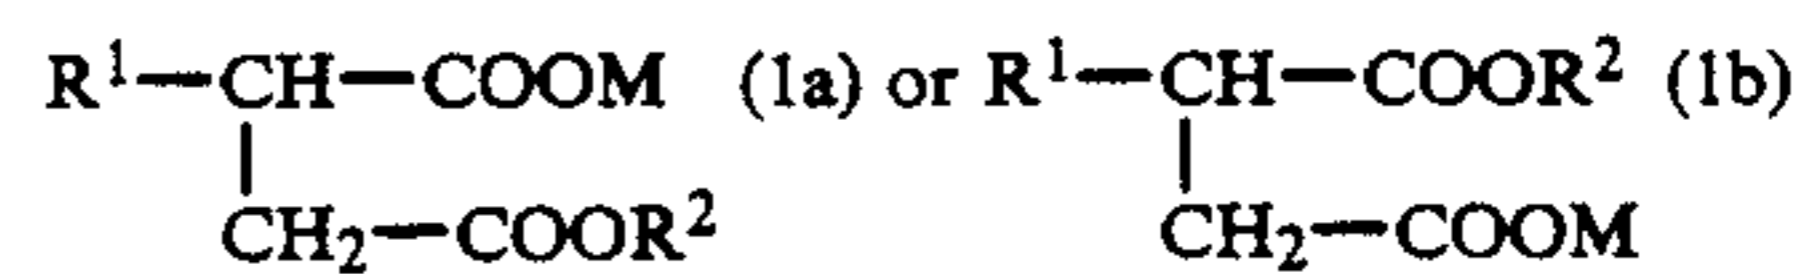 R¹—CH—COOM (1a) or R¹—CH—COOR² (1b)
CH₂—COOR² CH₂—COOM